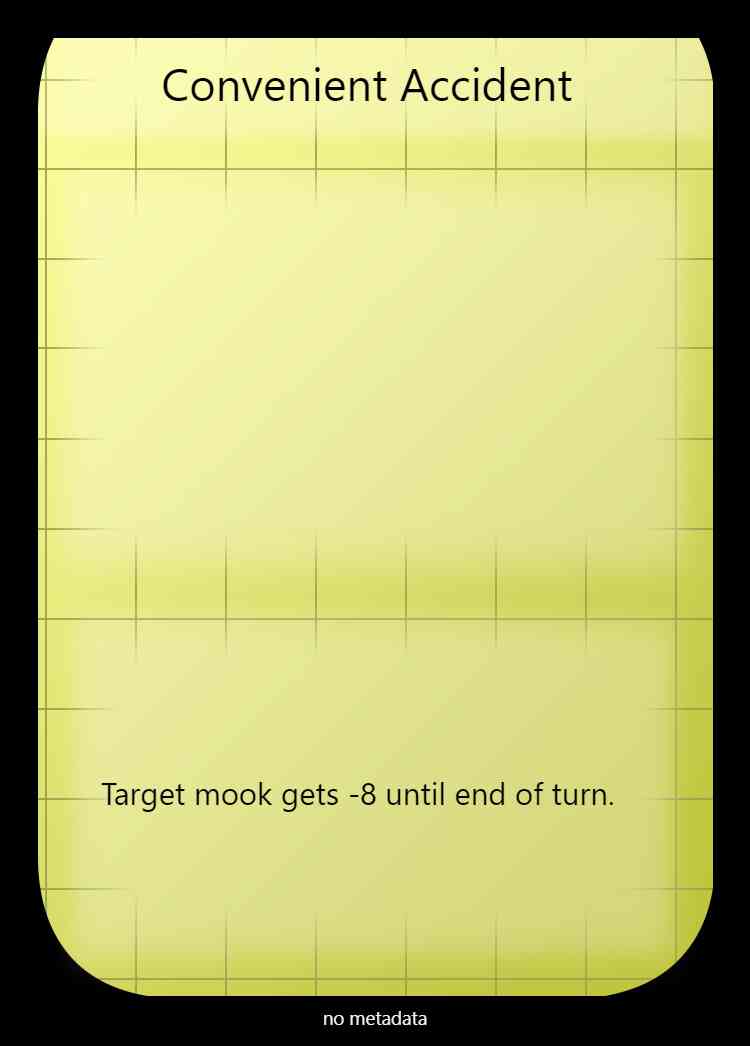 Convenient Accident
Target mook gets -8 until end of turn.
no metadata